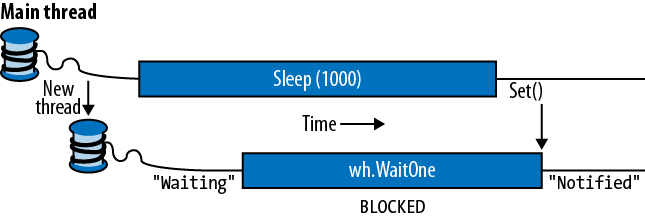 Main thread
Sleep (1000)
New
thread
Set()
Time
"Waiting"
wh.WaitOne
"Notified"
BLOCKED